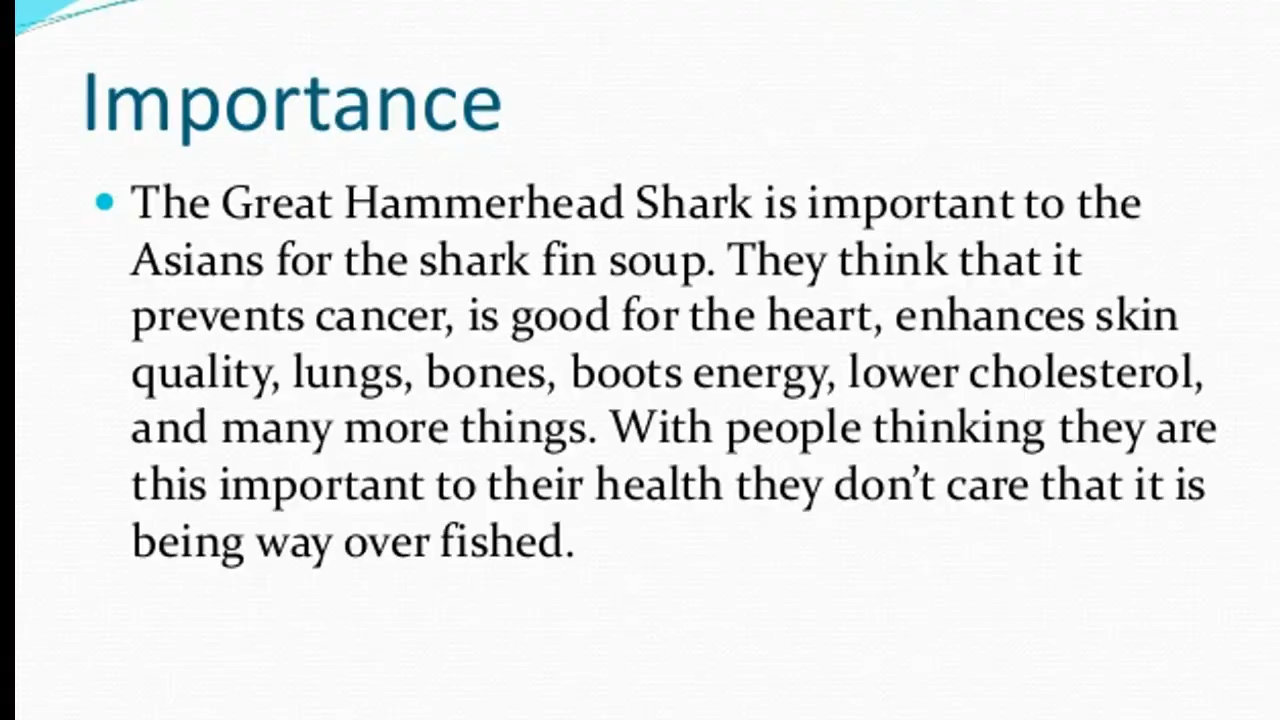 Importance
• The Great Hammerhead Shark is important to the
Asians for the shark fin soup. They think that it
prevents cancer, is good for the heart, enhances skin
quality, lungs, bones, boots energy, lower cholesterol,
and many more things. With people thinking they are
this important to their health they don’t care that it is
being way over fished.